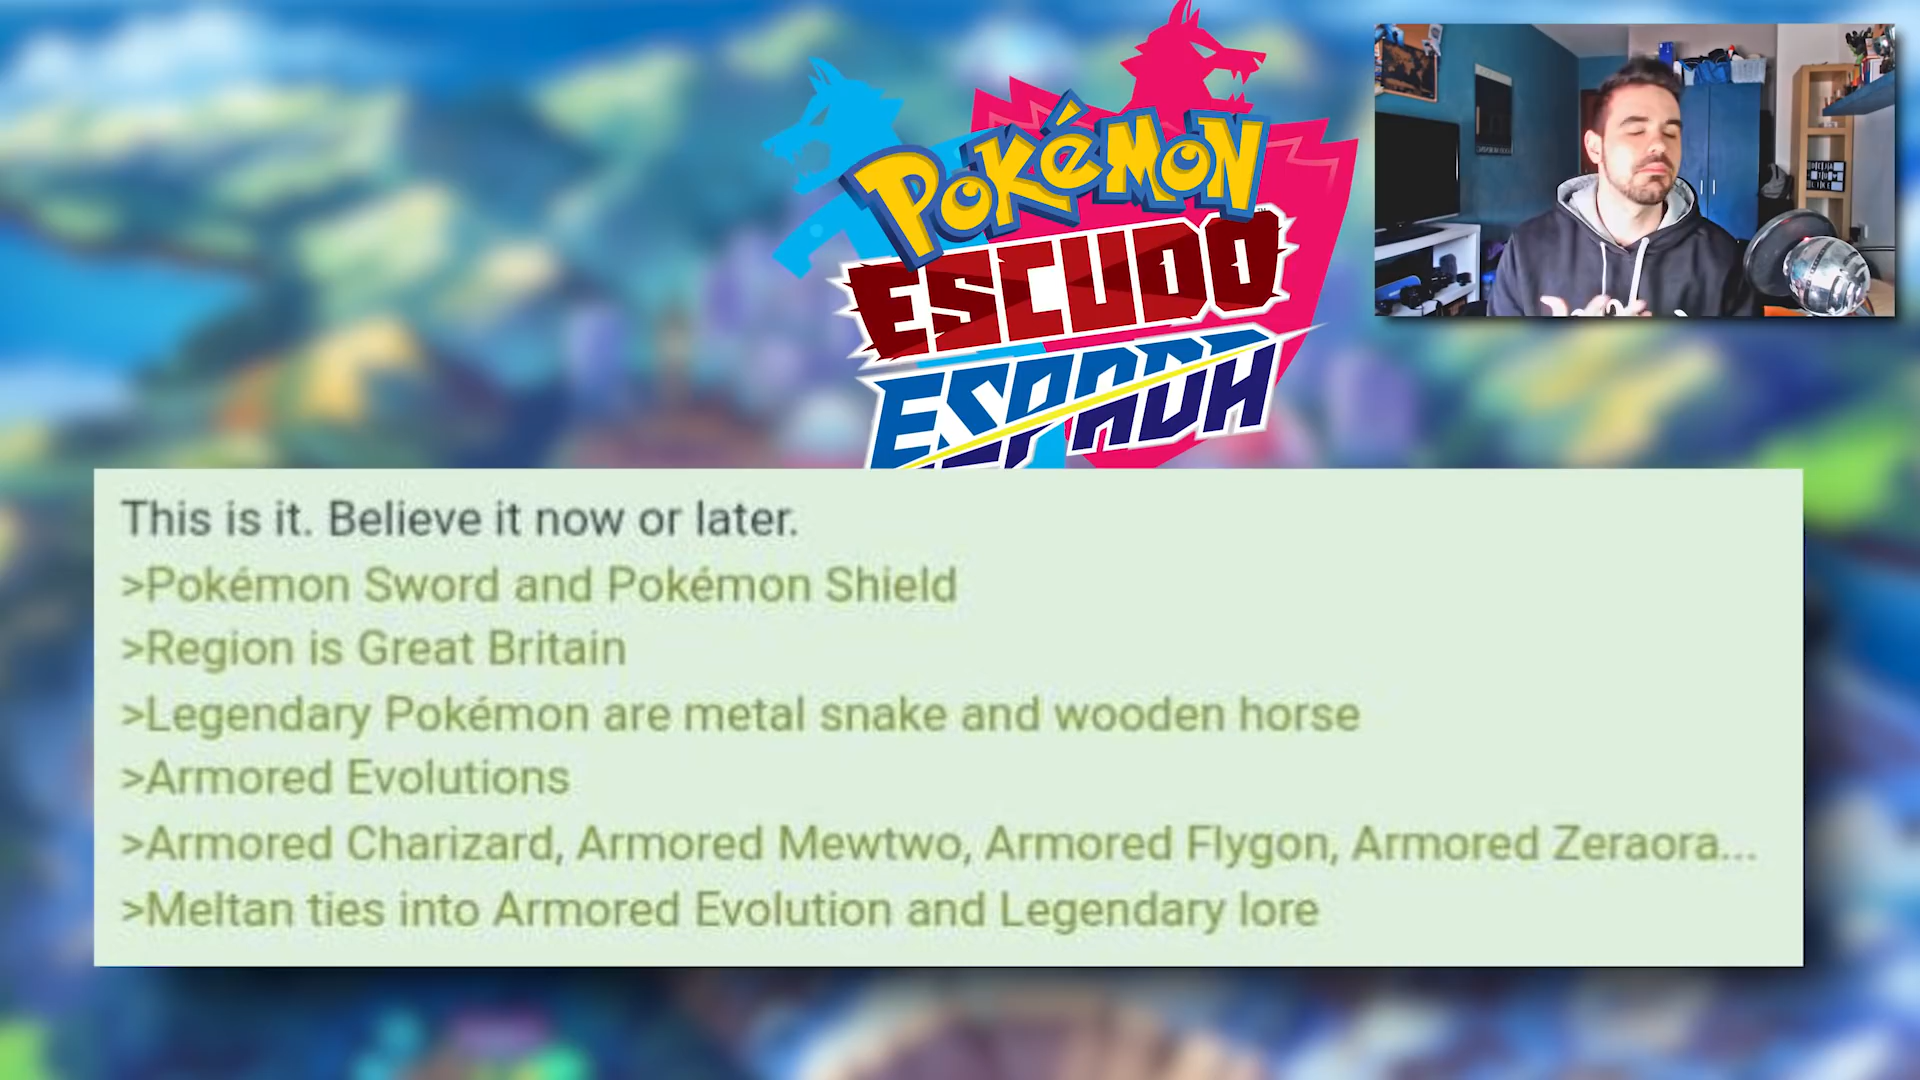 POKéMON
ESCUDO
ESPADA
This is it. Believe it now or later.
>Pokémon Sword and Pokémon Shield
>Region is Great Britain
>Legendary Pokémon are metal snake and wooden horse
>Armored Evolutions
>Armored Charizard, Armored Mewtwo, Armored Flygon, Armored Zeraora...
>Meltan ties into Armored Evolution and Legendary lore